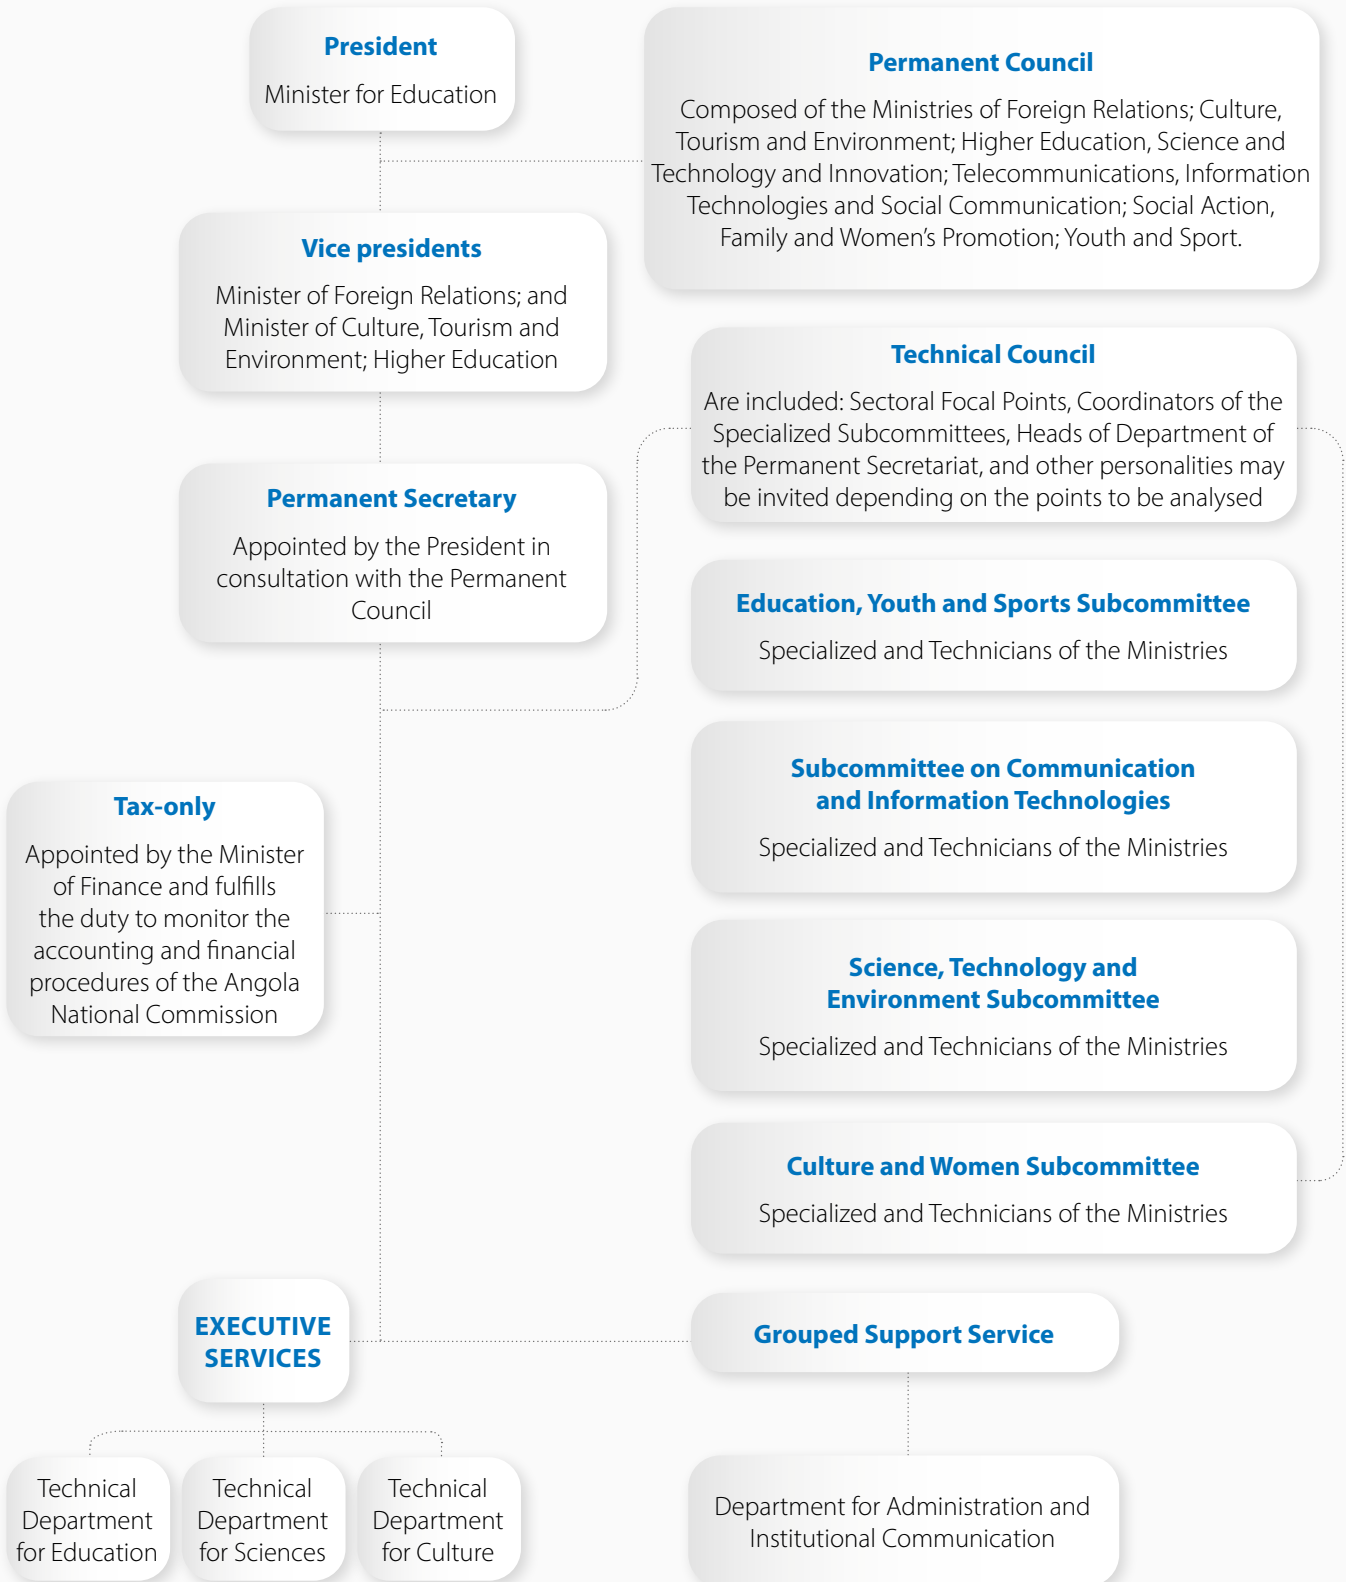 President
Minister for Education
Permanent Council
Composed of the Ministries of Foreign Relations; Culture,
Tourism and Environment; Higher Education, Science and
Technology and Innovation; Telecommunications, Information
Technologies and Social Communication; Social Action,
Family and Women’s Promotion; Youth and Sport.
Vice presidents
Minister of Foreign Relations; and
Minister of Culture, Tourism and
Environment; Higher Education
Technical Council
Are included: Sectoral Focal Points, Coordinators of the
Specialized Subcommittees, Heads of Department of
the Permanent Secretariat, and other personalities may
be invited depending on the points to be analysed
Permanent Secretary
Appointed by the President in
consultation with the Permanent
Council
Education, Youth and Sports Subcommittee
Specialized and Technicians of the Ministries
Subcommittee on Communication
and Information Technologies
Specialized and Technicians of the Ministries
Tax-only
Appointed by the Minister
of Finance and fulfills
the duty to monitor the
accounting and financial
procedures of the Angola
National Commission
Science, Technology and
Environment Subcommittee
Specialized and Technicians of the Ministries
Culture and Women Subcommittee
Specialized and Technicians of the Ministries
EXECUTIVE
SERVICES
Grouped Support Service
Technical
Department
for Education
Technical
Department
for Sciences
Technical
Department
for Culture
Department for Administration and
Institutional Communication